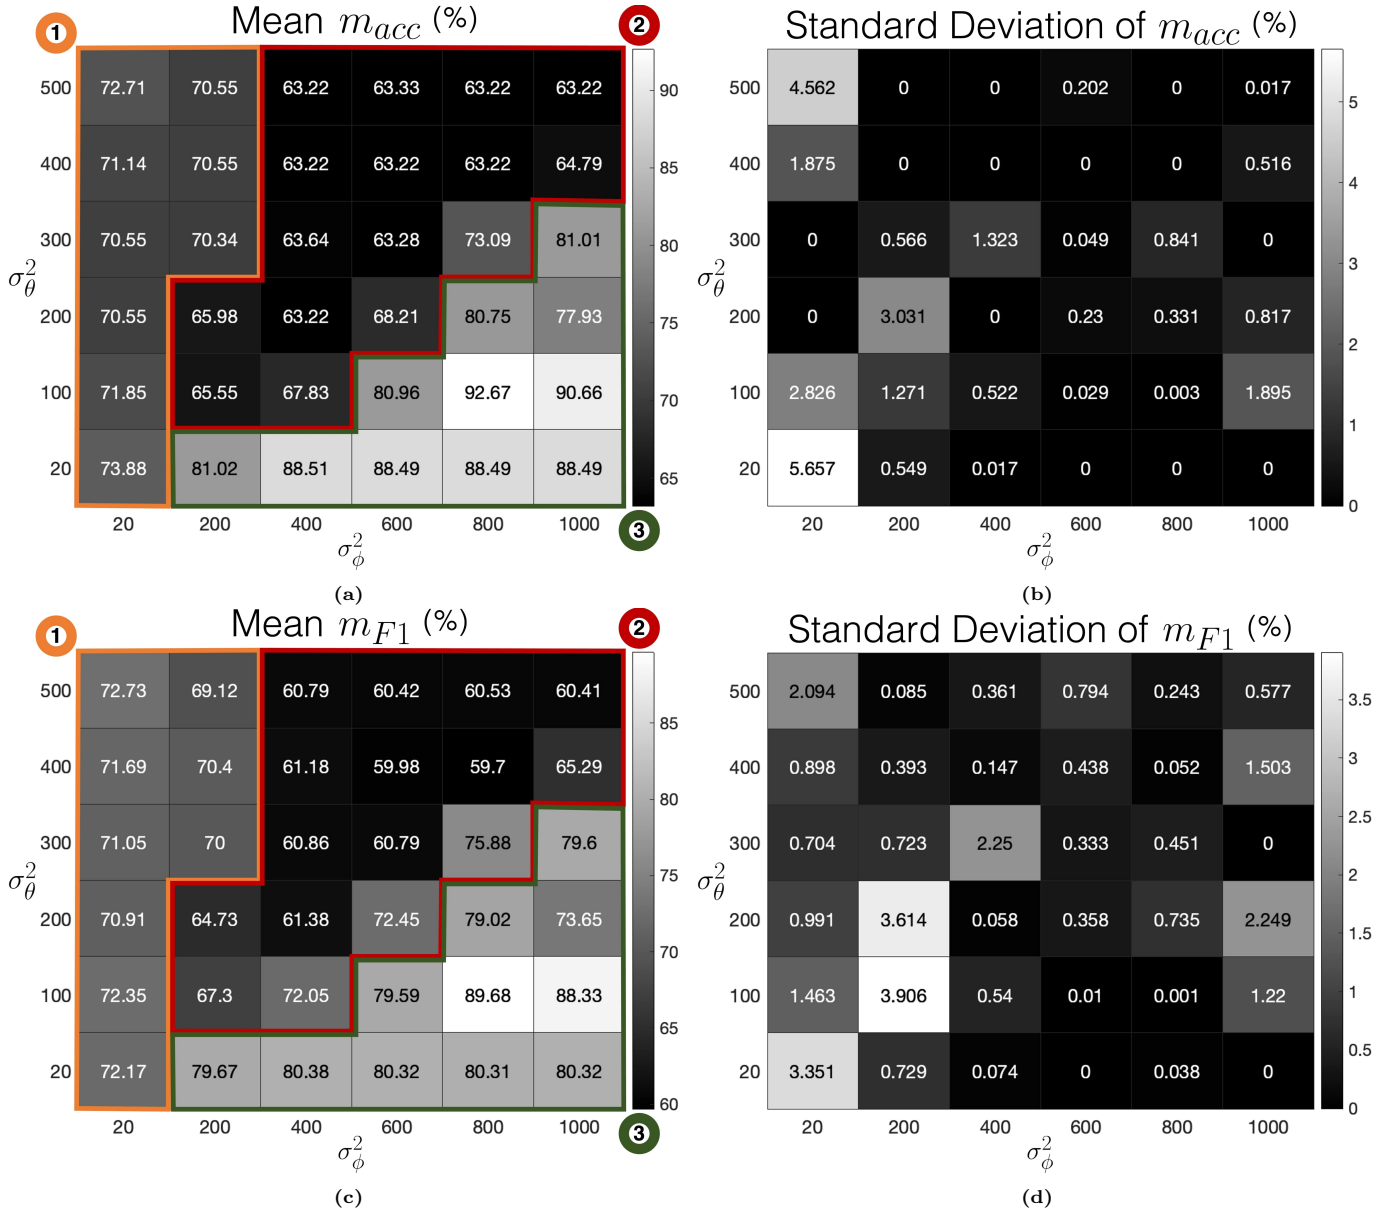 1 Mean m_acc (%) 2
500 72.71 70.55 63.22 63.33 63.22 63.22 90
400 71.14 70.55 63.22 63.22 63.22 64.79 85
300 70.55 70.34 63.64 63.28 73.09 81.01 80
σ_θ^2
200 70.55 65.98 63.22 68.21 80.75 77.93 75
100 71.85 65.55 67.83 80.96 92.67 90.66 70
20 73.88 81.02 88.51 88.49 88.49 88.49 65
20 200 400 600 800 1000 3
σ_ϕ^2
(a)
Standard Deviation of m_acc (%)
500 4.562 0 0 0.202 0 0.017 5
400 1.875 0 0 0 0 0.516 4
300 0 0.566 1.323 0.049 0.841 0 3
σ_θ^2
200 0 3.031 0 0.23 0.331 0.817 2
100 2.826 1.271 0.522 0.029 0.003 1.895 1
20 5.657 0.549 0.017 0 0 0 0
20 200 400 600 800 1000
σ_ϕ^2
(b)
1 Mean m_F1 (%) 2
500 72.73 69.12 60.79 60.42 60.53 60.41 85
400 71.69 70.4 61.18 59.98 59.7 65.29 80
300 71.05 70 60.86 60.79 75.88 79.6 75
σ_θ^2
200 70.91 64.73 61.38 72.45 79.02 73.65 70
100 72.35 67.3 72.05 79.59 89.68 88.33 65
20 72.17 79.67 80.38 80.32 80.31 80.32 60
20 200 400 600 800 1000 3
σ_ϕ^2
(c)
Standard Deviation of m_F1 (%)
500 2.094 0.085 0.361 0.794 0.243 0.577 3.5
400 0.898 0.393 0.147 0.438 0.052 1.503 3
300 0.704 0.723 2.25 0.333 0.451 0 2.5
σ_θ^2
200 0.991 3.614 0.058 0.358 0.735 2.249 2
1.5
100 1.463 3.906 0.54 0.01 0.001 1.22 1
20 3.351 0.729 0.074 0 0.038 0 0.5
0
20 200 400 600 800 1000
σ_ϕ^2
(d)